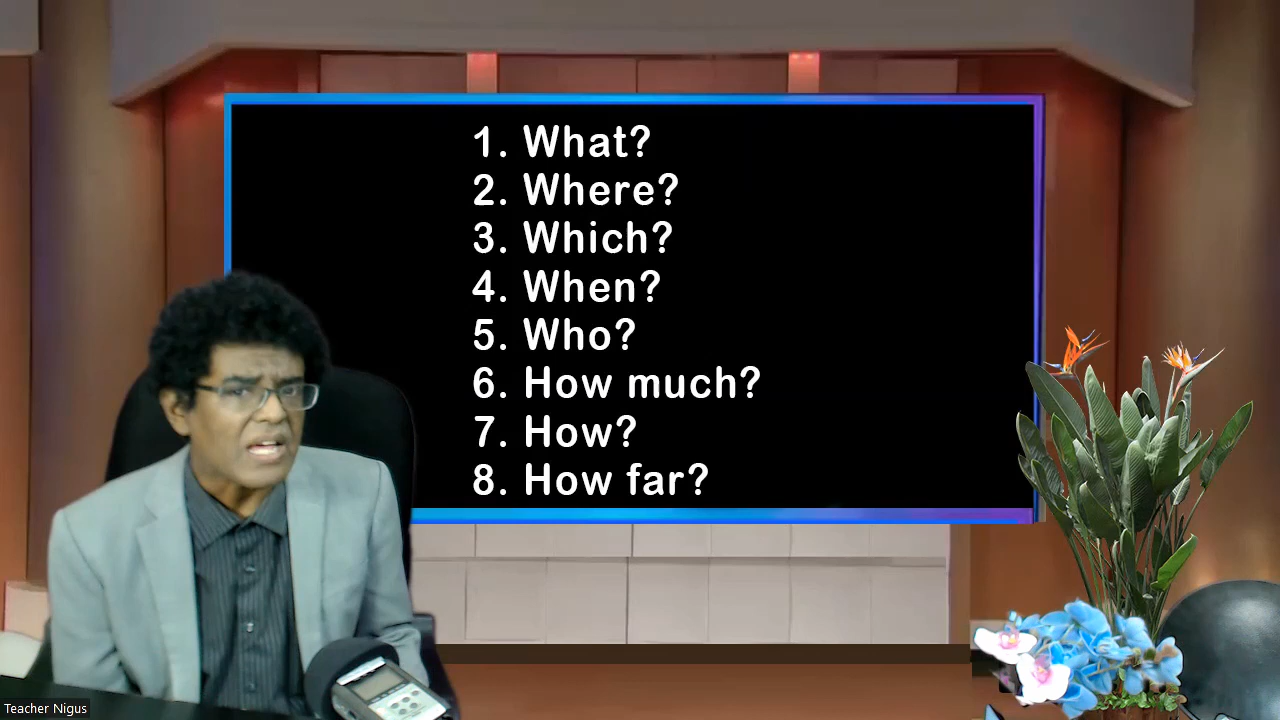 1. What?
2. Where?
3. Which?
4. When?
5. Who?
6. How much?
7. How?
8. How far?
Teacher Nigus